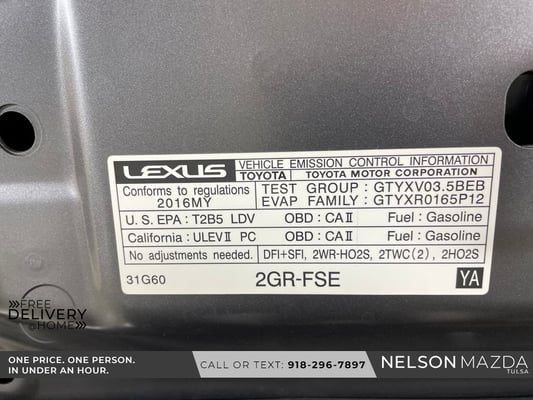 LEXUS
VEHICLE EMISSION CONTROL INFORMATION
TOYOTA
TOYOTA MOTOR CORPORATION
Conforms to regulations
2016MY
TEST GROUP : GTYXV03.5BEB
EVAP FAMILY : GTYXR0165P12
U. S. EPA : T2B5 LDV OBD : CAⅡ Fuel : Gasoline
California : ULEVⅡ PC OBD : CAⅡ Fuel : Gasoline
No adjustments needed. DFI+SFI, 2WR-HO2S, 2TWC(2), 2HO2S
31G60 2GR-FSE YA
FREE
DELIVERY
@HOME
ONE PRICE. ONE PERSON.
IN UNDER AN HOUR.
CALL OR TEXT: 918-296-7897
NELSON MAZDA
TULSA